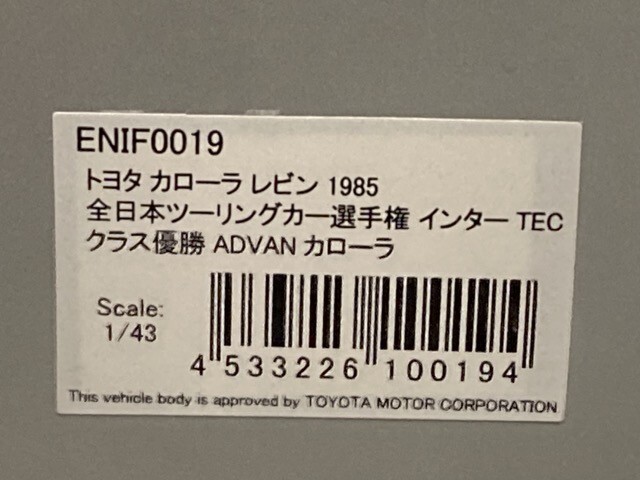 ENIF0019
トヨタ カローラ レビン 1985
全日本ツーリングカー選手権 インター TEC
クラス優勝 ADVAN カローラ
Scale:
1/43
4 533226 100194
This vehicle body is approved by TOYOTA MOTOR CORPORATION